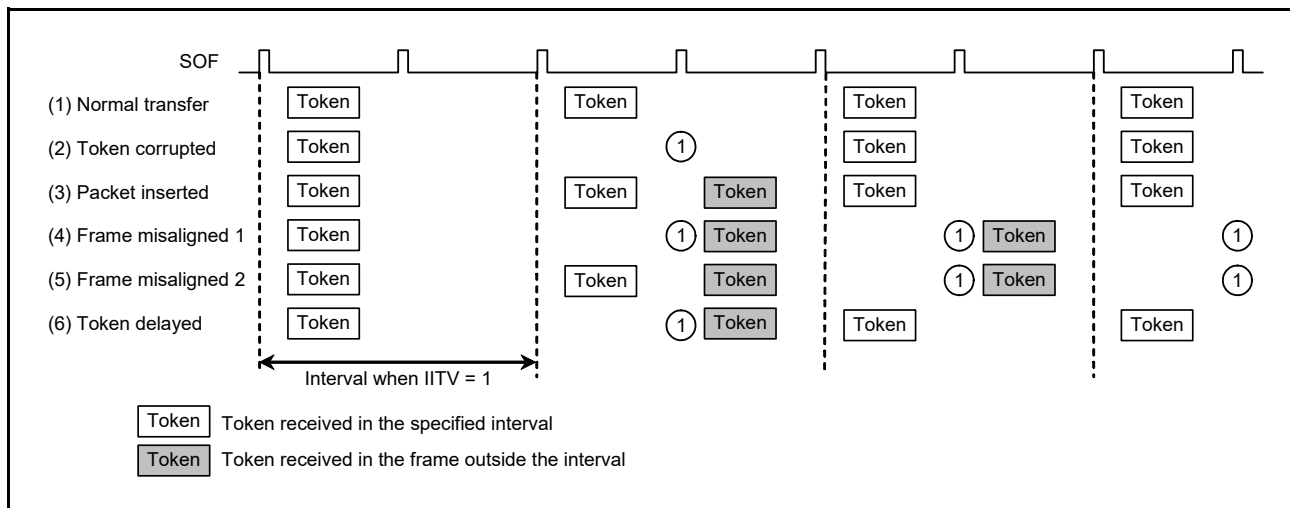 SOF
(1) Normal transfer Token Token Token Token
(2) Token corrupted Token 1 Token Token
(3) Packet inserted Token Token Token Token Token
(4) Frame misaligned 1 Token 1 Token 1 Token 1
(5) Frame misaligned 2 Token Token Token 1 Token 1
(6) Token delayed Token 1 Token Token Token
Interval when IITV = 1
Token Token received in the specified interval
Token Token received in the frame outside the interval